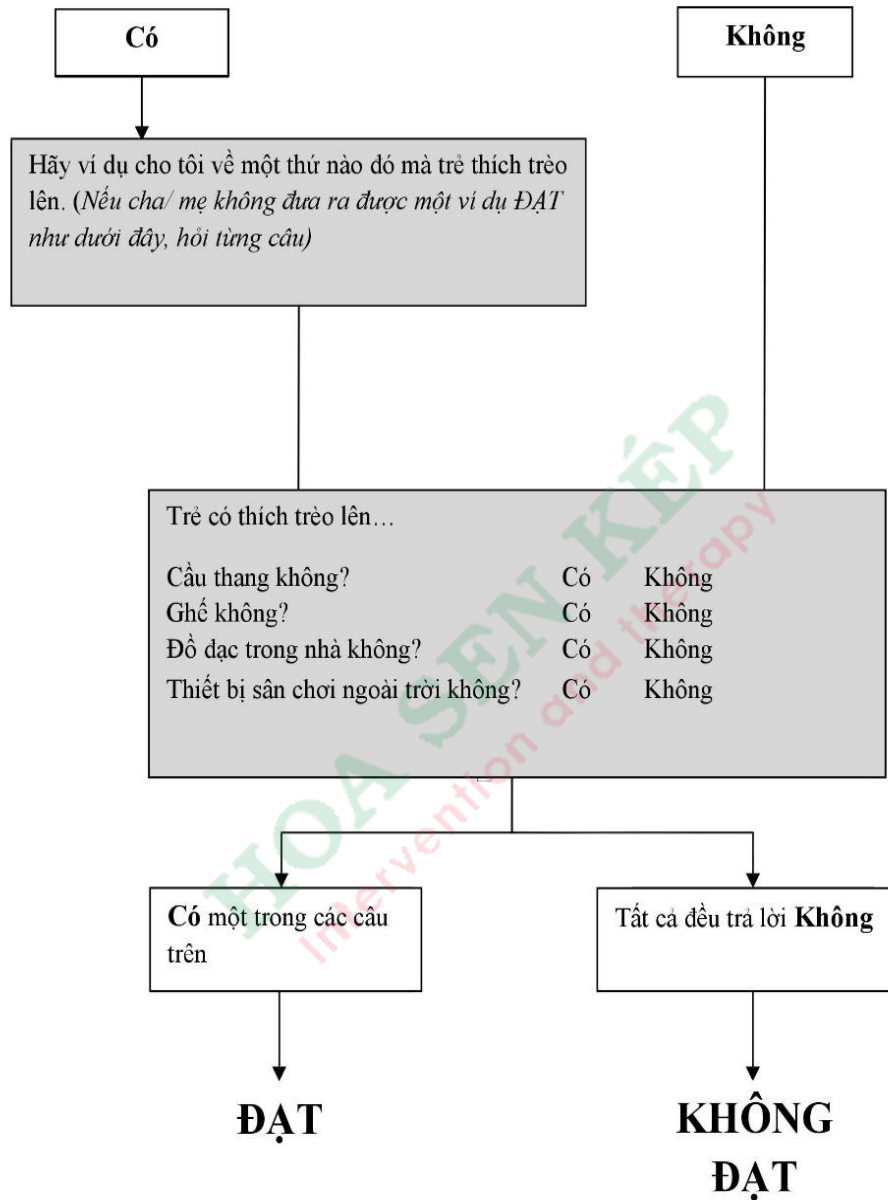 Có
Không
Hãy ví dụ cho tôi về một thứ nào đó mà trẻ thích trèo
lên. (Nếu cha/ mẹ không đưa ra được một ví dụ ĐẠT
như dưới đây, hỏi từng câu)
Trẻ có thích trèo lên…
Cầu thang không? Có Không
Ghế không? Có Không
Đồ đạc trong nhà không? Có Không
Thiết bị sân chơi ngoài trời không? Có Không
HOA SEN KÉP
Intervention and therapy
Có một trong các câu
trên
Tất cả đều trả lời Không
ĐẠT
KHÔNG
ĐẠT